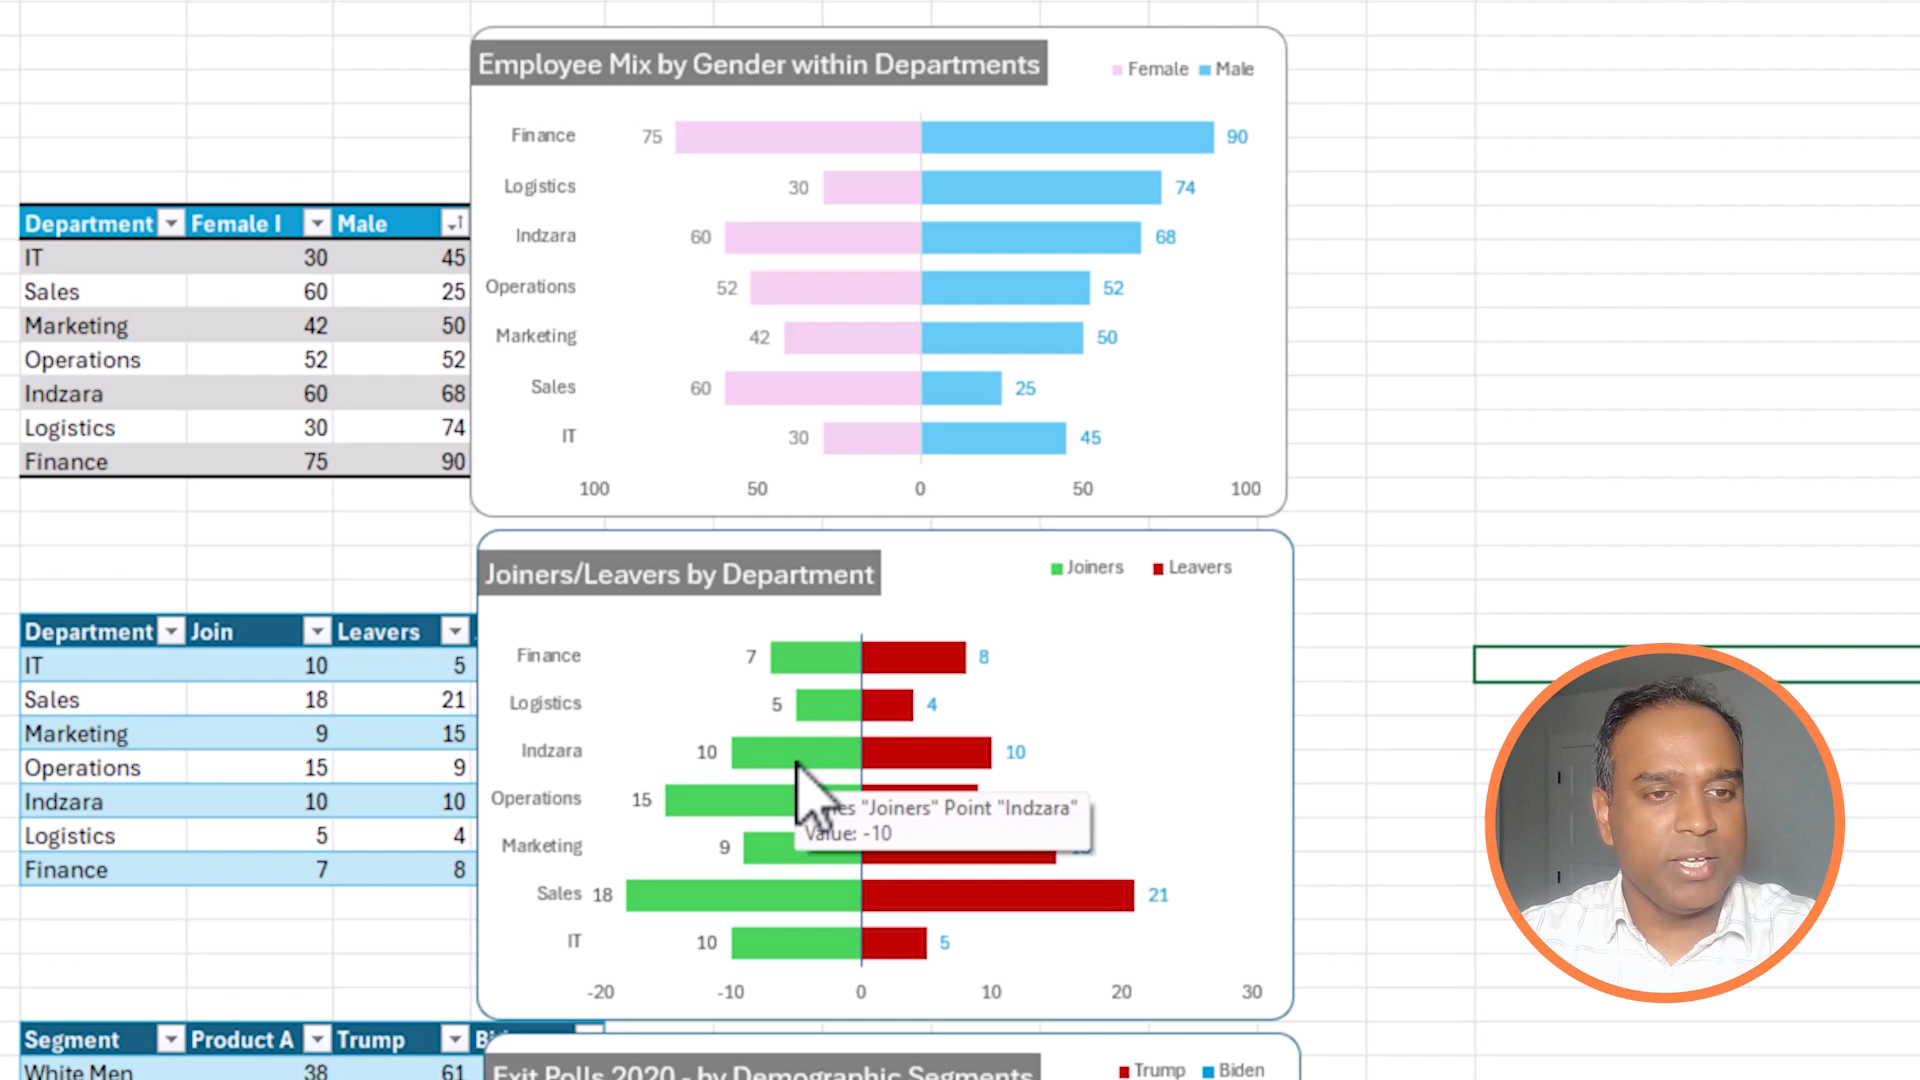 Employee Mix by Gender within Departments
Female Male
Finance 75 90
Logistics 30 74
Indzara 60 68
Operations 52 52
Marketing 42 50
Sales 60 25
IT 30 45
100 50 0 50 100
Department Female I Male
IT 30 45
Sales 60 25
Marketing 42 50
Operations 52 52
Indzara 60 68
Logistics 30 74
Finance 75 90
Joiners/Leavers by Department
Joiners Leavers
Finance 7 8
Logistics 5 4
Indzara 10 10
Operations 15
"Joiners" Point "Indzara"
Value: -10
Marketing 9
Sales 18 21
IT 10 5
-20 -10 0 10 20 30
Department Join Leavers
IT 10 5
Sales 18 21
Marketing 9 15
Operations 15 9
Indzara 10 10
Logistics 5 4
Finance 7 8
Segment Product A Trump
White Men 38 61
Exit Polls 2020 - by Demographic Segments
Trump Biden